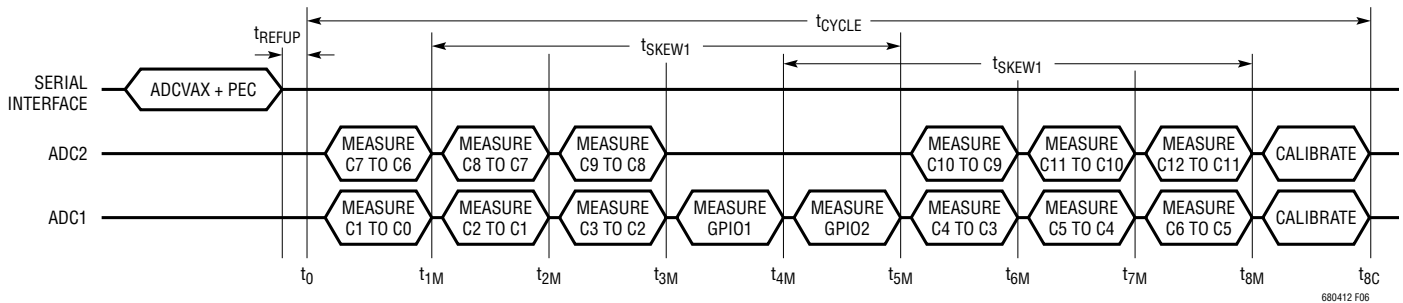 tCYCLE
tREFUP
tSKEW1
tSKEW1
SERIAL
INTERFACE
ADCVAX + PEC
ADC2
MEASURE
C7 TO C6
MEASURE
C8 TO C7
MEASURE
C9 TO C8
MEASURE
C10 TO C9
MEASURE
C11 TO C10
MEASURE
C12 TO C11
CALIBRATE
ADC1
MEASURE
C1 TO C0
MEASURE
C2 TO C1
MEASURE
C3 TO C2
MEASURE
GPIO1
MEASURE
GPIO2
MEASURE
C4 TO C3
MEASURE
C5 TO C4
MEASURE
C6 TO C5
CALIBRATE
t0 t1M t2M t3M t4M t5M t6M t7M t8M t8C
680412 F06